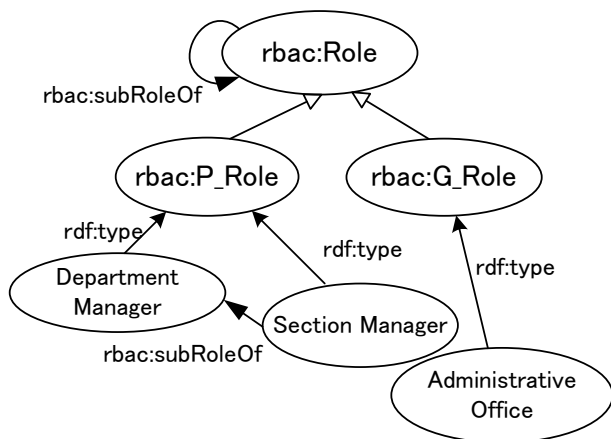 rbac:Role
rbac:subRoleOf
rbac:P_Role
rbac:G_Role
rdf:type
rdf:type
rdf:type
Department
Manager
Section Manager
rbac:subRoleOf
Administrative
Office